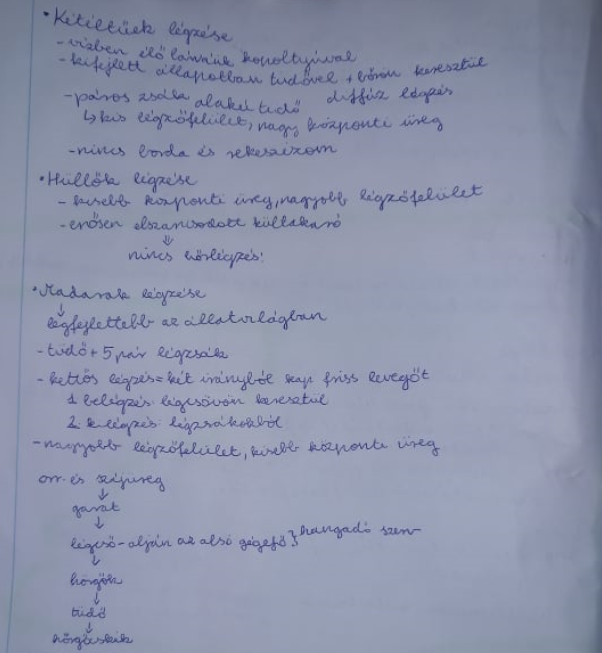 • Kétéltűek légzése
- vízben élő lárváik kopoltyúval
- kifejlett állapotban tüdővel + bőrön keresztül
diffúz légzés
- páros zsák alakú tüdő
↳ kis légzőfelület, nagy központi üreg
- nincs borda és rekeszizom
• Hüllők légzése
- kisebb központi üreg, nagyobb légzőfelület
- erősen elszarusodott kültakaró
⇓
nincs bőrlégzés!
• Madarak légzése
↓
legfejlettebb az állatvilágban
- tüdő + 5 pár légzsák
- kettős légzés = két irányból kap friss levegőt
1. belégzés légcsövön keresztül
2. kilégzés légzsákokból
- nagyobb légzőfelület, kisebb központi üreg
orr- és szájüreg
↓
garat
↓
légcső - alján az alsó gégefő } hangadó szerv
↓
hörgők
↓
tüdő
↓
hörgőcskék